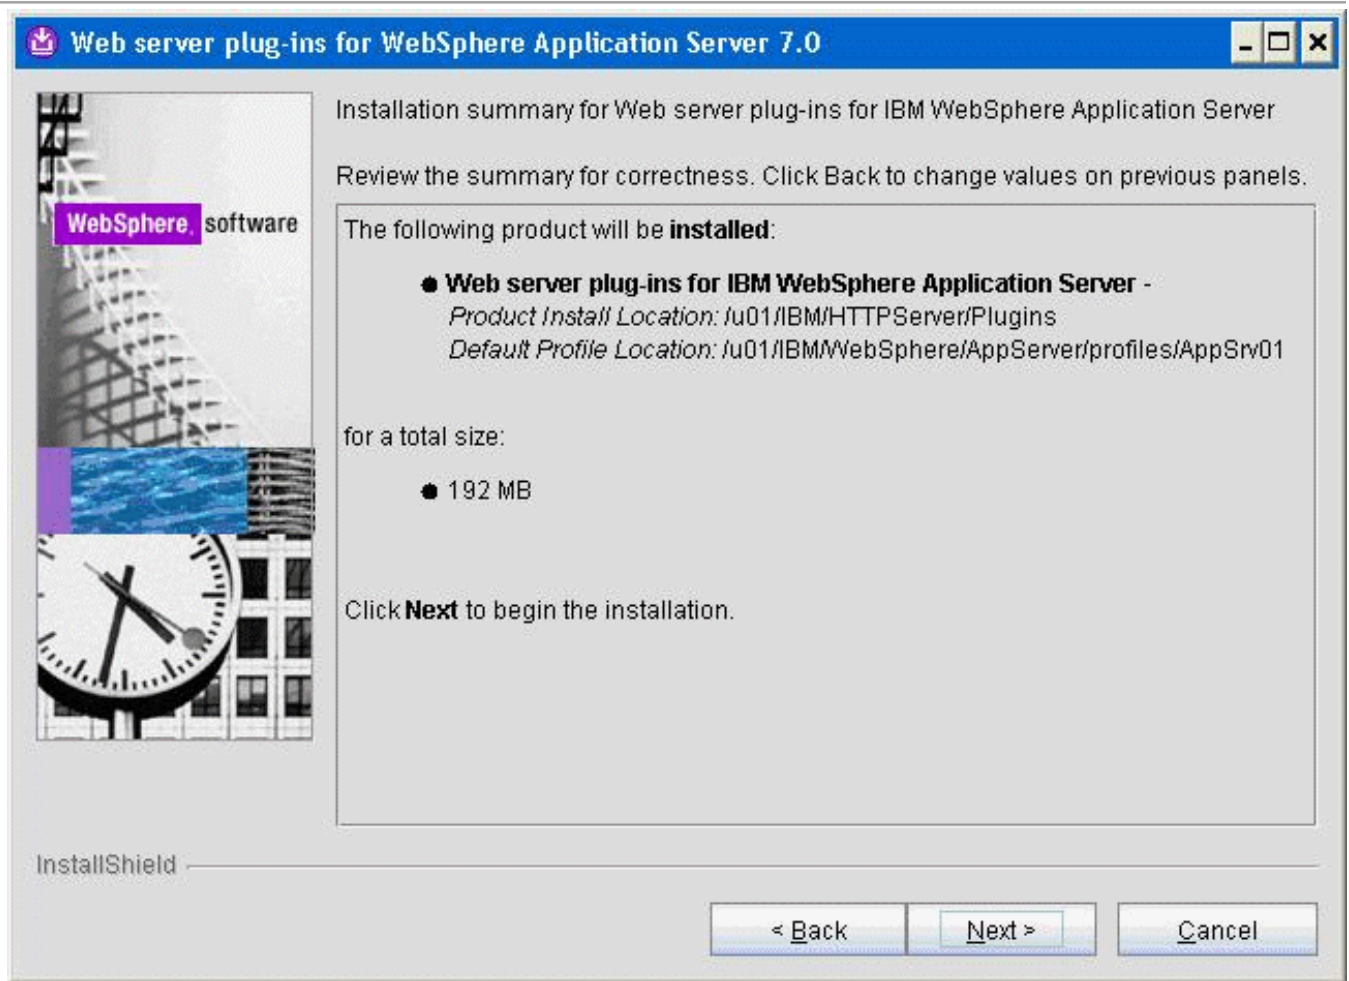 Web server plug-ins for WebSphere Application Server 7.0
Installation summary for Web server plug-ins for IBM WebSphere Application Server
Review the summary for correctness. Click Back to change values on previous panels.
WebSphere. software
The following product will be installed:
● Web server plug-ins for IBM WebSphere Application Server -
Product Install Location: /u01/IBM/HTTPServer/Plugins
Default Profile Location: /u01/IBM/WebSphere/AppServer/profiles/AppSrv01
for a total size:
● 192 MB
Click Next to begin the installation.
InstallShield
< Back
Next >
Cancel